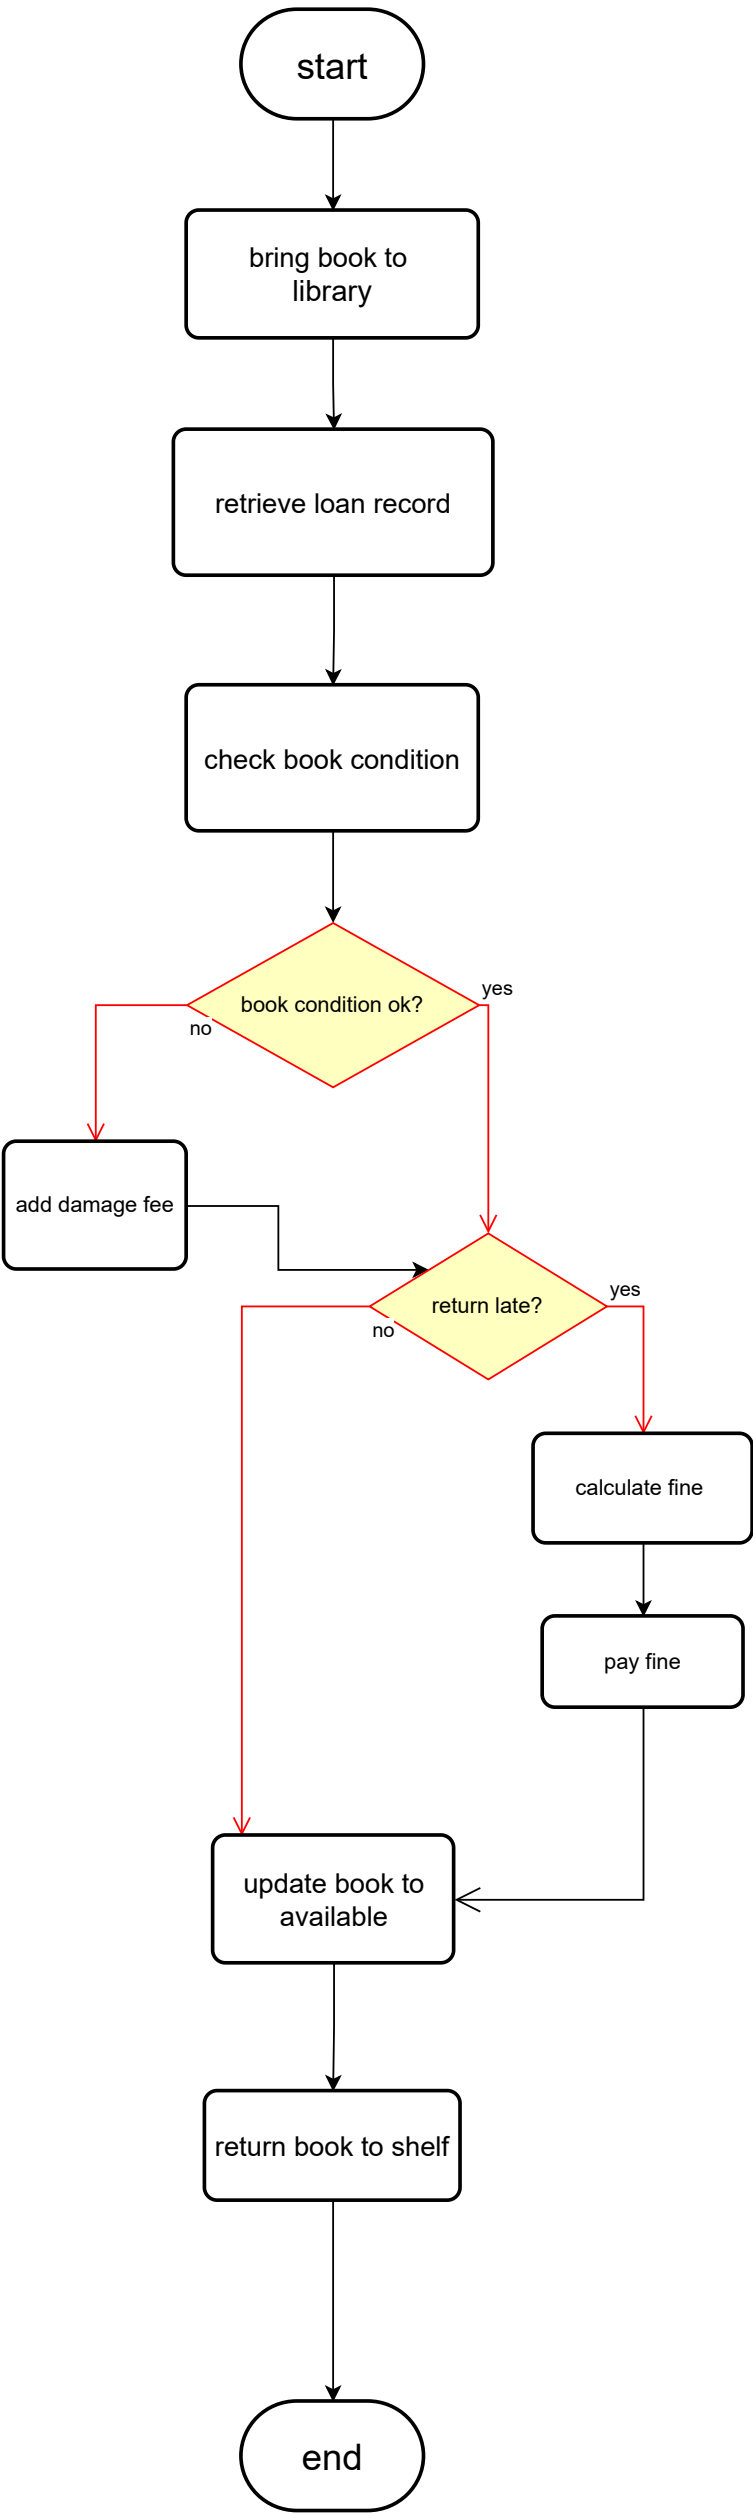 start
bring book to
library
retrieve loan record
check book condition
book condition ok?
yes
no
add damage fee
return late?
yes
no
calculate fine
pay fine
update book to
available
return book to shelf
end